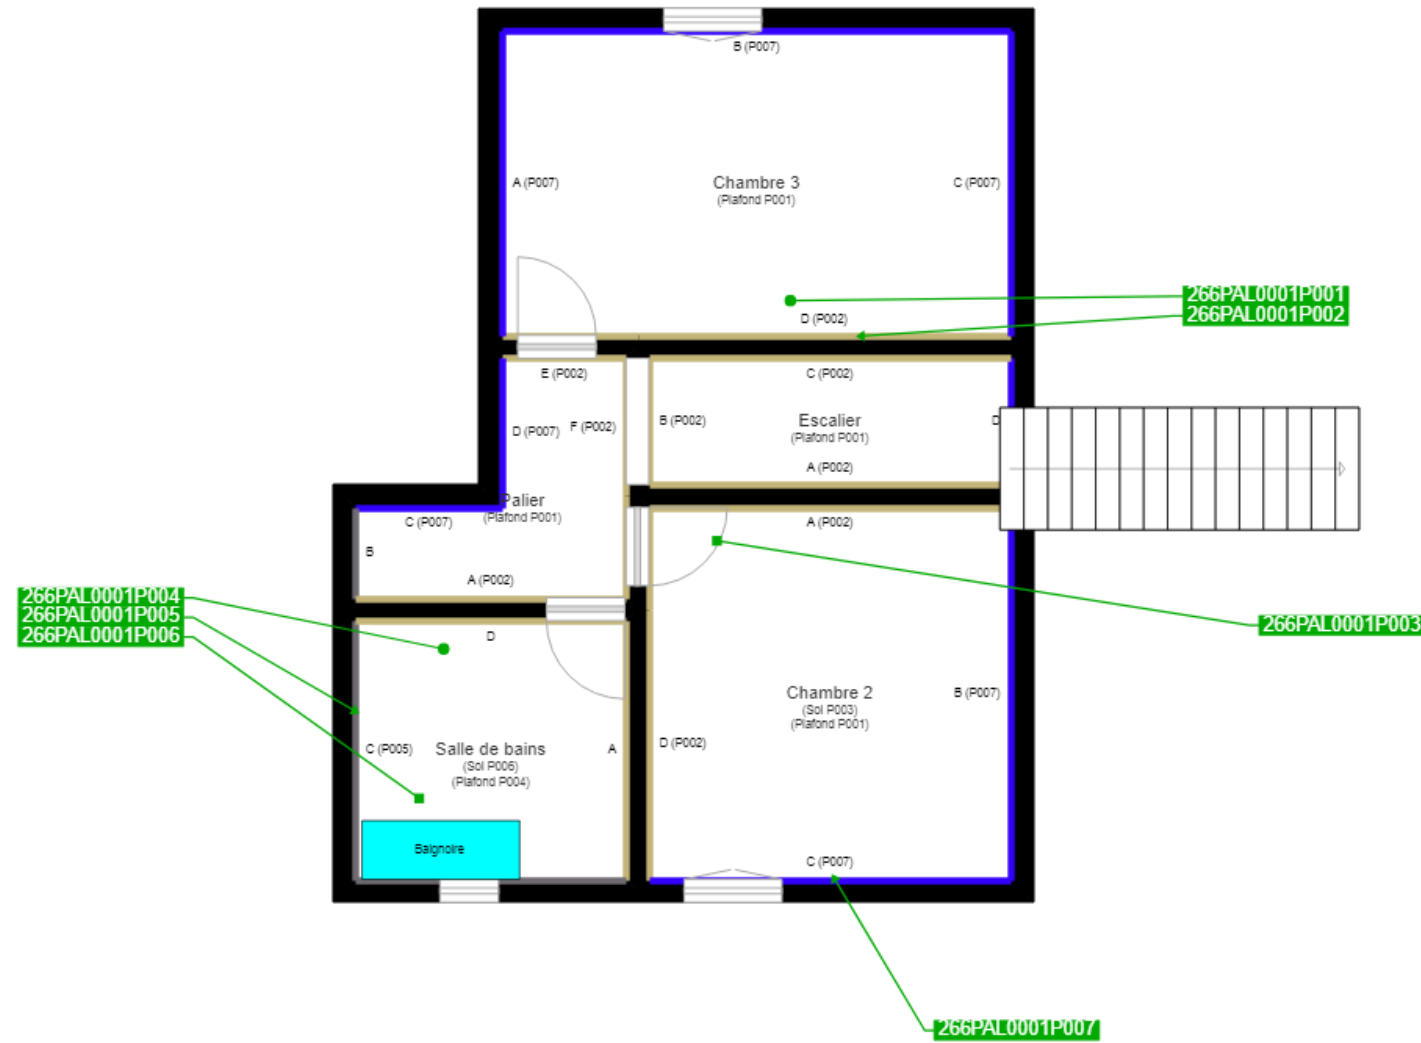 B (P007)
A (P007)
Chambre 3
(Plafond P001)
C (P007)
266PAL0001P001
266PAL0001P002
D (P002)
E (P002)
C (P002)
D (P007)
F (P002)
B (P002)
Escalier
(Plafond P001)
D
A (P002)
Palier
(Plafond P001)
C (P007)
A (P002)
B
A (P002)
266PAL0001P004
266PAL0001P005
266PAL0001P006
266PAL0001P003
D
Chambre 2
(Sol P003)
(Plafond P001)
B (P007)
D (P002)
C (P005)
Salle de bains
(Sol P006)
(Plafond P004)
A
Baignoire
C (P007)
266PAL0001P007